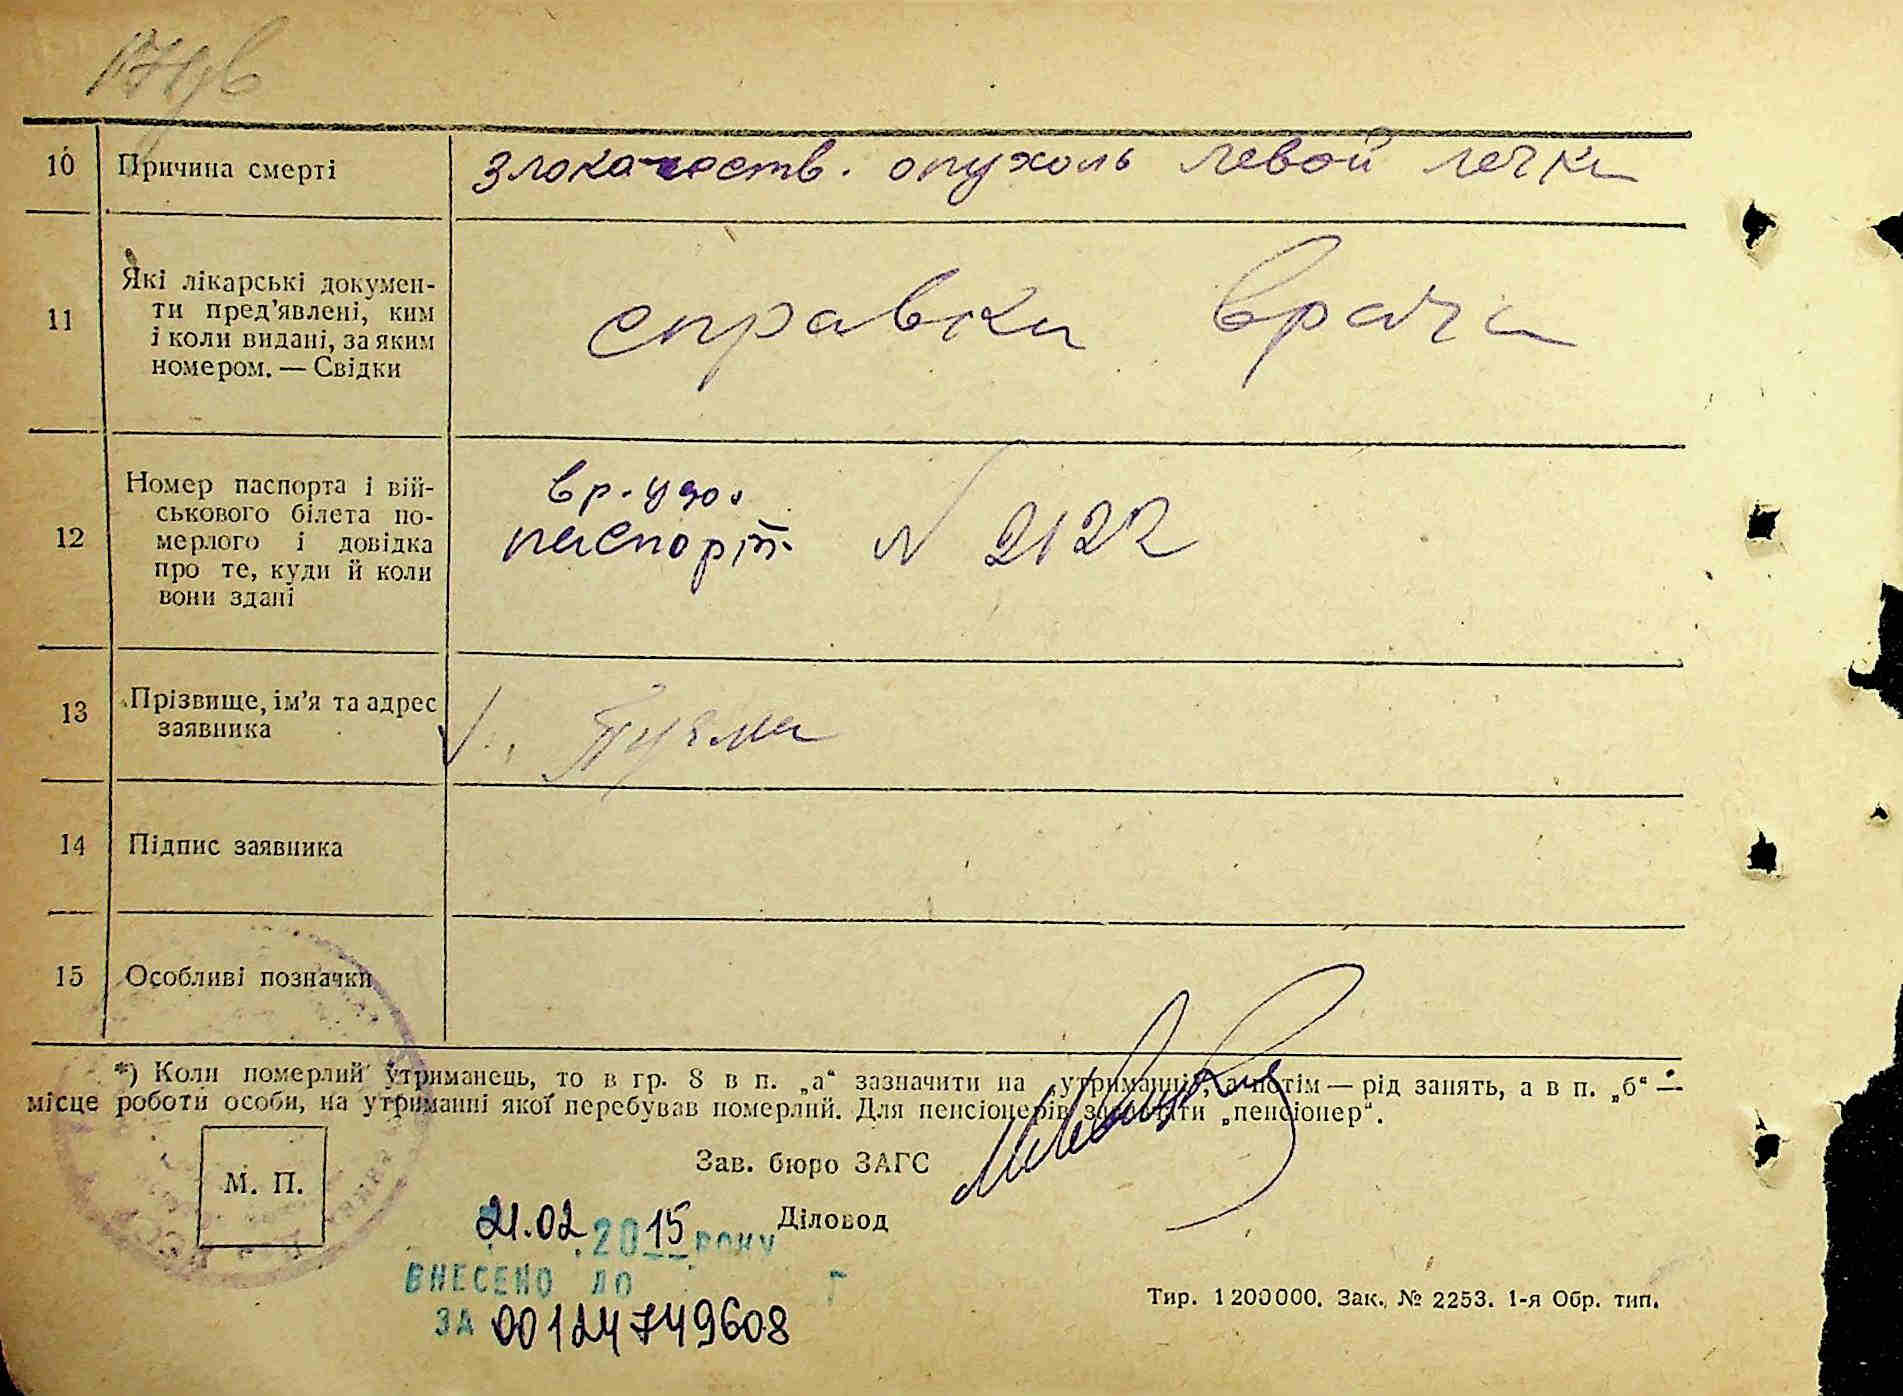 10 Причина смерті злокачеств. опухоль левой почки
11 Які лікарські докумен-
ти пред'явлені, ким
і коли видані, за яким
номером. — Свідки
справки врача
12 Номер паспорта і вій-
ськового білета по-
мерлого і довідка
про те, куди й коли
вони здані
вр. удо.
паспорт. N 2122
13 Прізвище, ім'я та адрес
заявника
14 Підпис заявника
15 Особливі позначки
*) Коли померлий утриманець, то в гр. 8 в п. „а“ зазначити на „утриманні“, а потім — рід занять, а в п. „б“ —
місце роботи особи, на утриманні якої перебував померлий. Для пенсіонерів зазначати „пенсіонер“.
М. П.
Зав. бюро ЗАГС
Діловод
21.02.2015 року
ВНЕСЕНО ДО Г
ЗА 00124749608
Тир. 1200000. Зак. № 2253. 1-я Обр. тип.